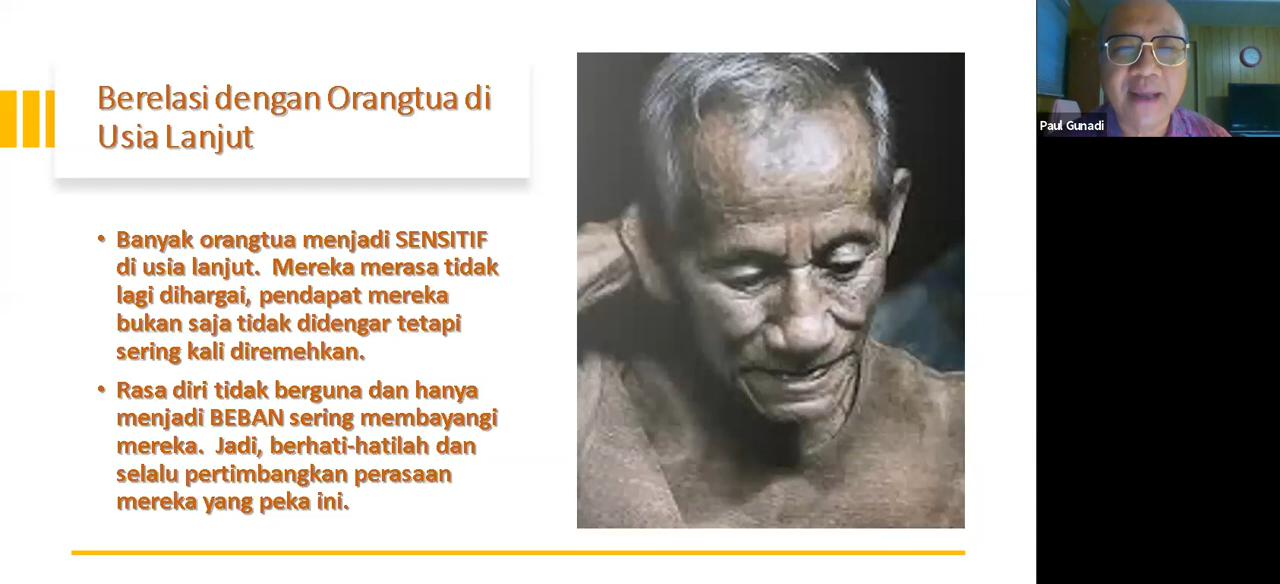 Berelasi dengan Orangtua di
Usia Lanjut
• Banyak orangtua menjadi SENSITIF
di usia lanjut. Mereka merasa tidak
lagi dihargai, pendapat mereka
bukan saja tidak didengar tetapi
sering kali diremehkan.
• Rasa diri tidak berguna dan hanya
menjadi BEBAN sering membayangi
mereka. Jadi, berhati-hatilah dan
selalu pertimbangkan perasaan
mereka yang peka ini.
Paul Gunadi